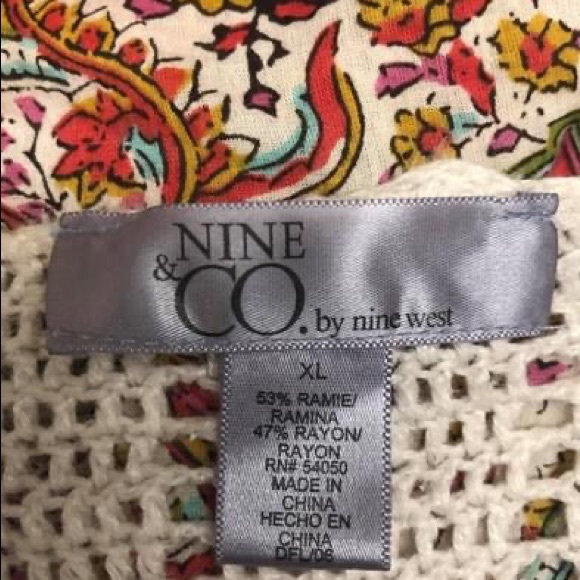 NINE
& CO. by nine west
XL
53% RAMIE/
RAMINA
47% RAYON/
RAYON
RN# 54050
MADE IN
CHINA
HECHO EN
CHINA
DFL/06